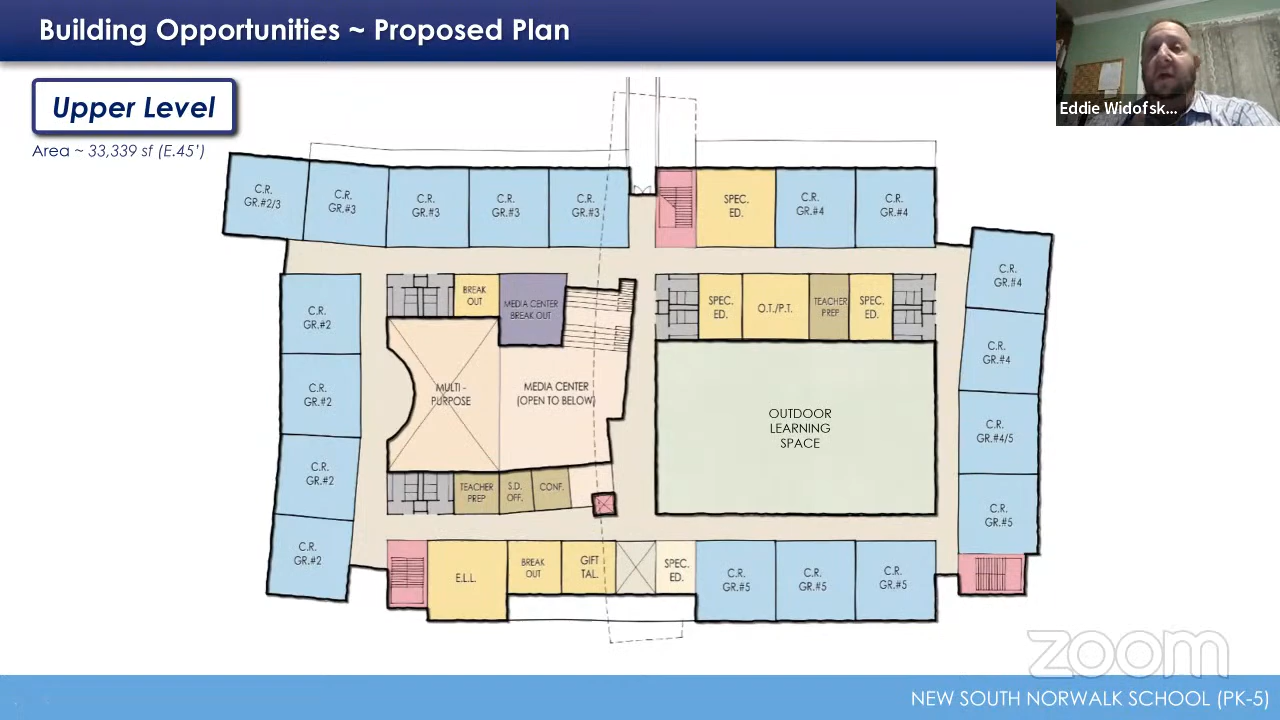 Building Opportunities ~ Proposed Plan
Eddie Widofsk...
Upper Level
Area ~ 33,339 sf (E.45')
C.R.
GR.#2/3
C.R.
GR.#3
C.R.
GR.#3
C.R.
GR.#3
C.R.
GR.#3
SPEC.
ED.
C.R.
GR.#4
C.R.
GR.#4
C.R.
GR.#4
BREAK
OUT
MEDIA CENTER
BREAK OUT
SPEC.
ED.
O.T./P.T.
TEACHER
PREP
SPEC.
ED.
C.R.
GR.#2
C.R.
GR.#4
C.R.
GR.#2
MULTI -
PURPOSE
MEDIA CENTER
(OPEN TO BELOW)
OUTDOOR
LEARNING
SPACE
C.R.
GR.#4/5
C.R.
GR.#2
TEACHER
PREP
S.D.
OFF.
CONF.
C.R.
GR.#5
C.R.
GR.#2
E.L.L.
BREAK
OUT
GIFT
TAL.
SPEC.
ED.
C.R.
GR.#5
C.R.
GR.#5
C.R.
GR.#5
zoom
NEW SOUTH NORWALK SCHOOL (PK-5)